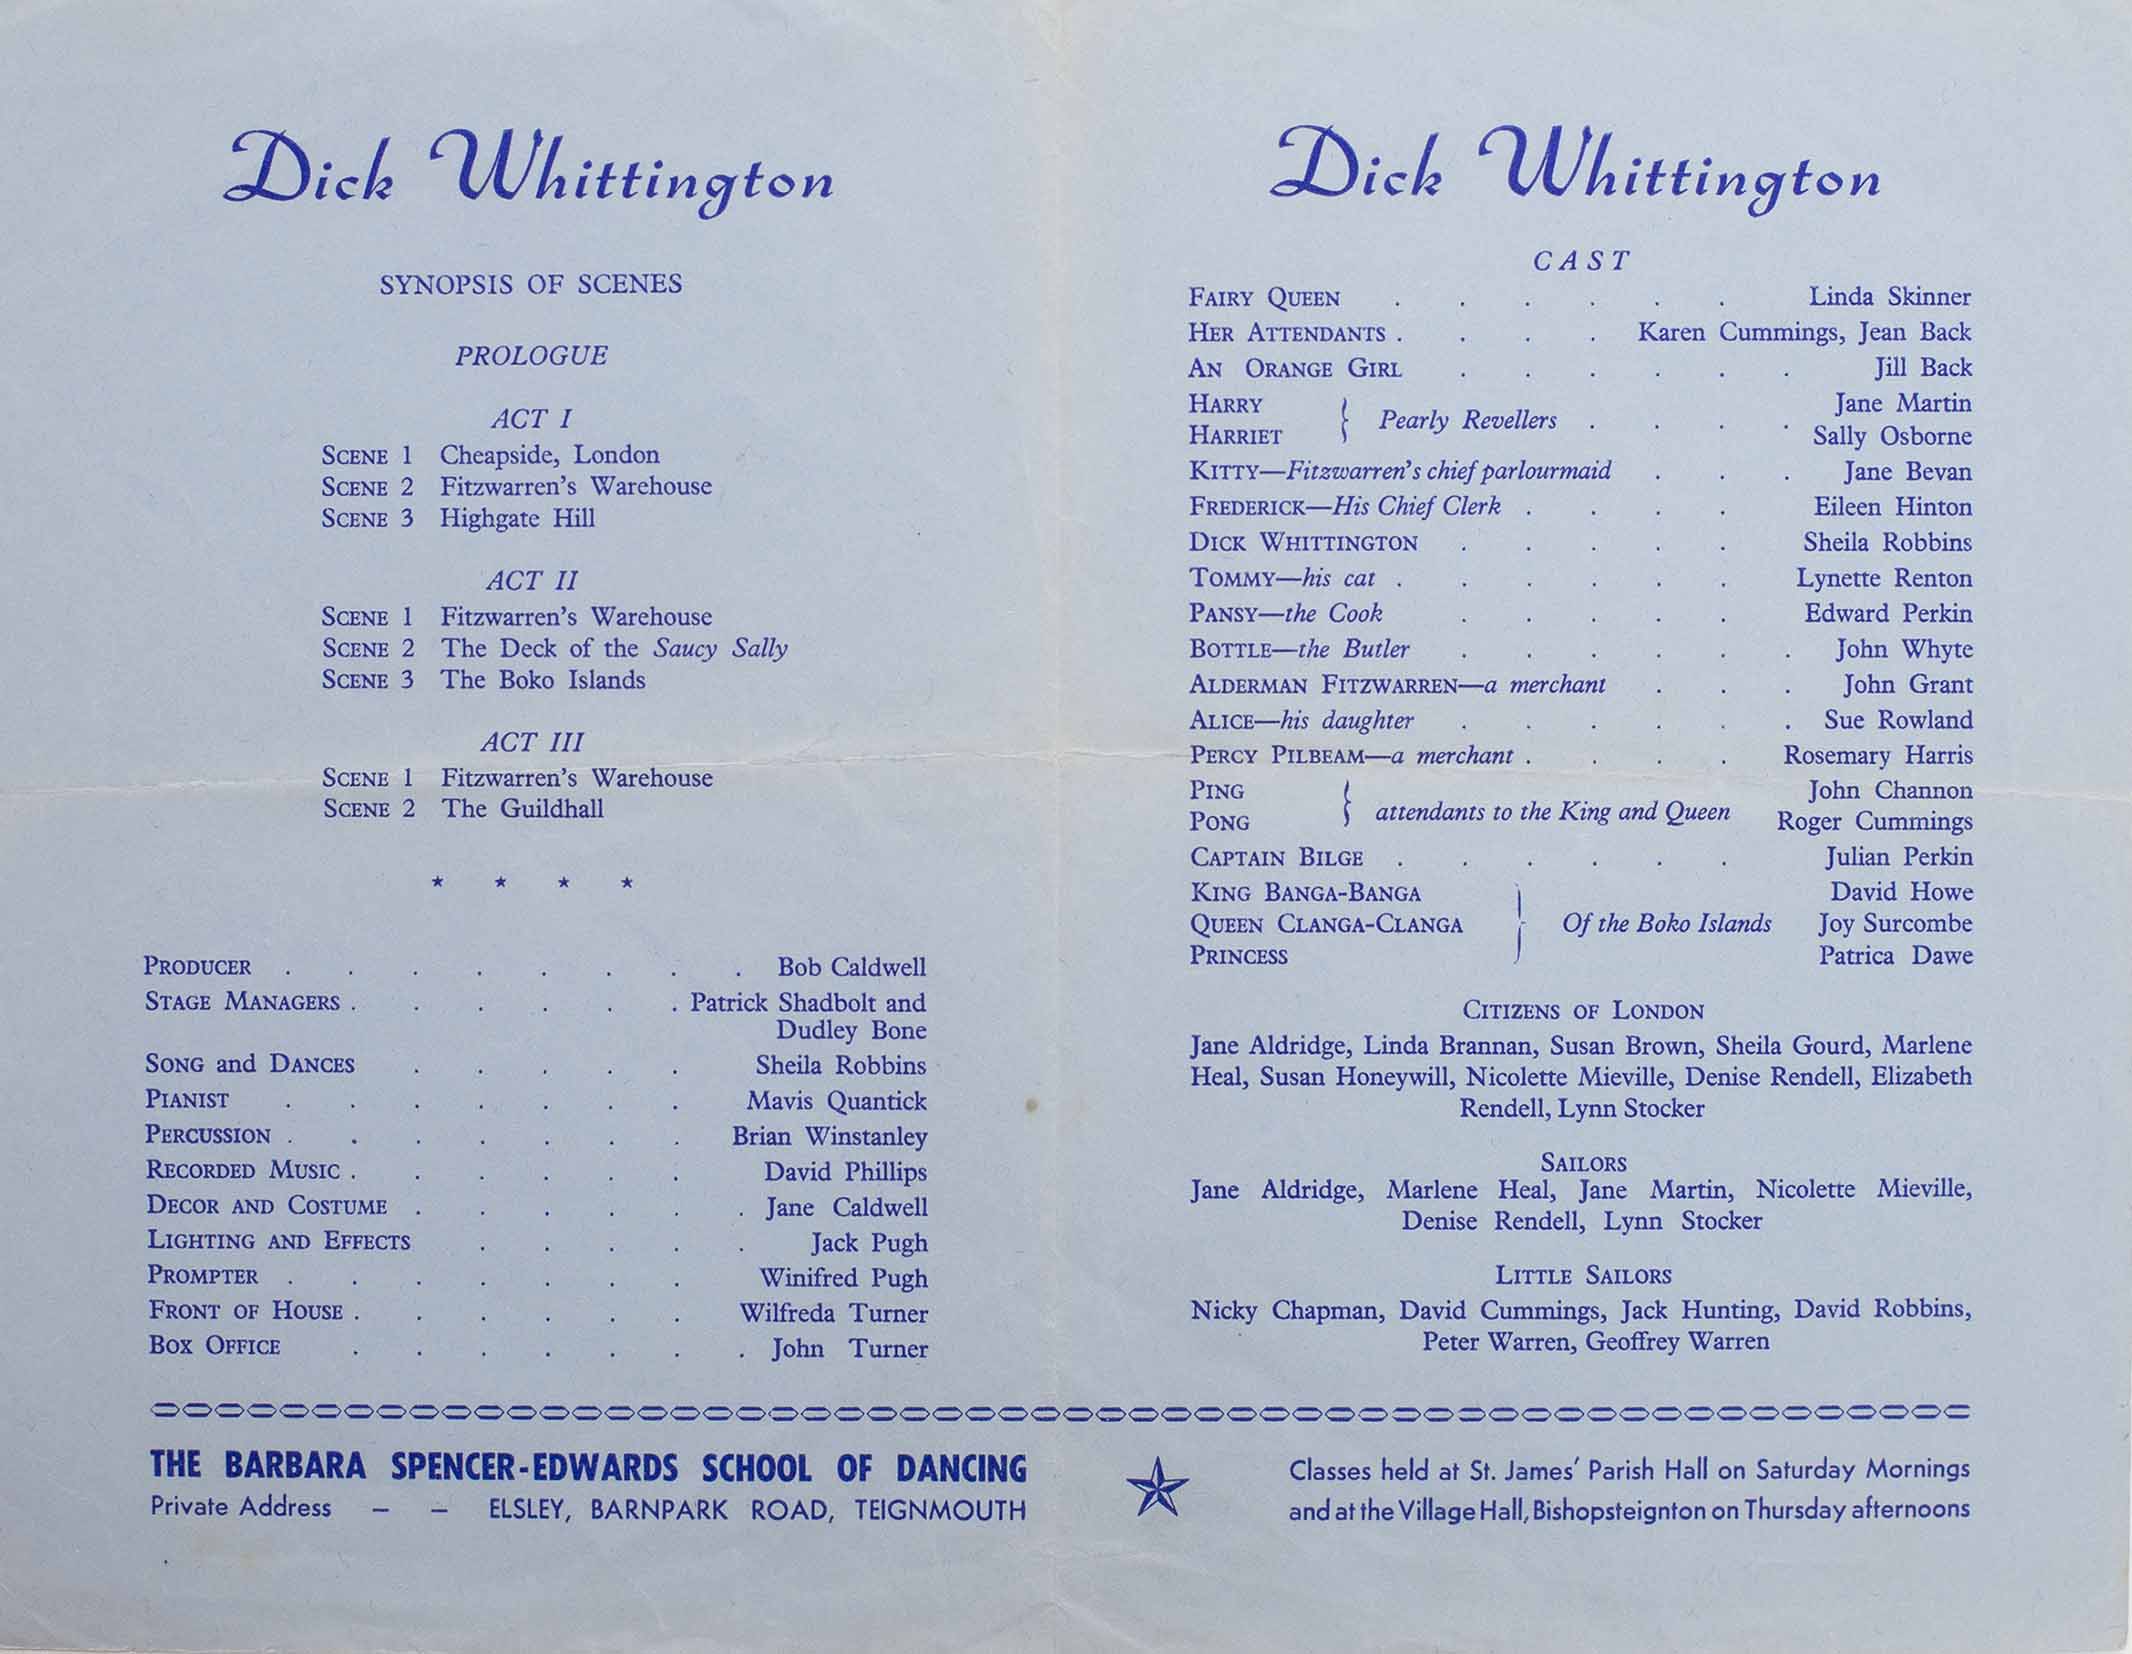 Dick Whittington
SYNOPSIS OF SCENES
PROLOGUE
ACT I
SCENE 1 Cheapside, London
SCENE 2 Fitzwarren's Warehouse
SCENE 3 Highgate Hill
ACT II
SCENE 1 Fitzwarren's Warehouse
SCENE 2 The Deck of the Saucy Sally
SCENE 3 The Boko Islands
ACT III
SCENE 1 Fitzwarren's Warehouse
SCENE 2 The Guildhall
* * * *
PRODUCER . . . . . . . . Bob Caldwell
STAGE MANAGERS . . . . . . Patrick Shadbolt and
Dudley Bone
SONG and DANCES . . . . . Sheila Robbins
PIANIST . . . . . . . Mavis Quantick
PERCUSSION . . . . . . . Brian Winstanley
RECORDED MUSIC . . . . . . David Phillips
DECOR AND COSTUME . . . . . . Jane Caldwell
LIGHTING AND EFFECTS . . . . . Jack Pugh
PROMPTER . . . . . . . Winifred Pugh
FRONT OF HOUSE . . . . . . Wilfreda Turner
BOX OFFICE . . . . . . . John Turner
Dick Whittington
CAST
FAIRY QUEEN . . . . . . Linda Skinner
HER ATTENDANTS . . . . Karen Cummings, Jean Back
AN ORANGE GIRL . . . . . . Jill Back
HARRY Jane Martin
} Pearly Revellers . . . .
HARRIET Sally Osborne
KITTY—Fitzwarren's chief parlourmaid . . . Jane Bevan
FREDERICK—His Chief Clerk . . . . Eileen Hinton
DICK WHITTINGTON . . . . . Sheila Robbins
TOMMY—his cat . . . . . . Lynette Renton
PANSY—the Cook . . . . . Edward Perkin
BOTTLE—the Butler . . . . . . John Whyte
ALDERMAN FITZWARREN—a merchant . . . John Grant
ALICE—his daughter . . . . . . Sue Rowland
PERCY PILBEAM—a merchant . . . . Rosemary Harris
PING John Channon
} attendants to the King and Queen
PONG Roger Cummings
CAPTAIN BILGE . . . . . . Julian Perkin
KING BANGA-BANGA David Howe
QUEEN CLANGA-CLANGA } Of the Boko Islands Joy Surcombe
PRINCESS Patrica Dawe
CITIZENS OF LONDON
Jane Aldridge, Linda Brannan, Susan Brown, Sheila Gourd, Marlene
Heal, Susan Honeywill, Nicolette Mieville, Denise Rendell, Elizabeth
Rendell, Lynn Stocker
SAILORS
Jane Aldridge, Marlene Heal, Jane Martin, Nicolette Mieville,
Denise Rendell, Lynn Stocker
LITTLE SAILORS
Nicky Chapman, David Cummings, Jack Hunting, David Robbins,
Peter Warren, Geoffrey Warren
THE BARBARA SPENCER-EDWARDS SCHOOL OF DANCING
Private Address – – ELSLEY, BARNPARK ROAD, TEIGNMOUTH
Classes held at St. James' Parish Hall on Saturday Mornings
and at the Village Hall, Bishopsteignton on Thursday afternoons